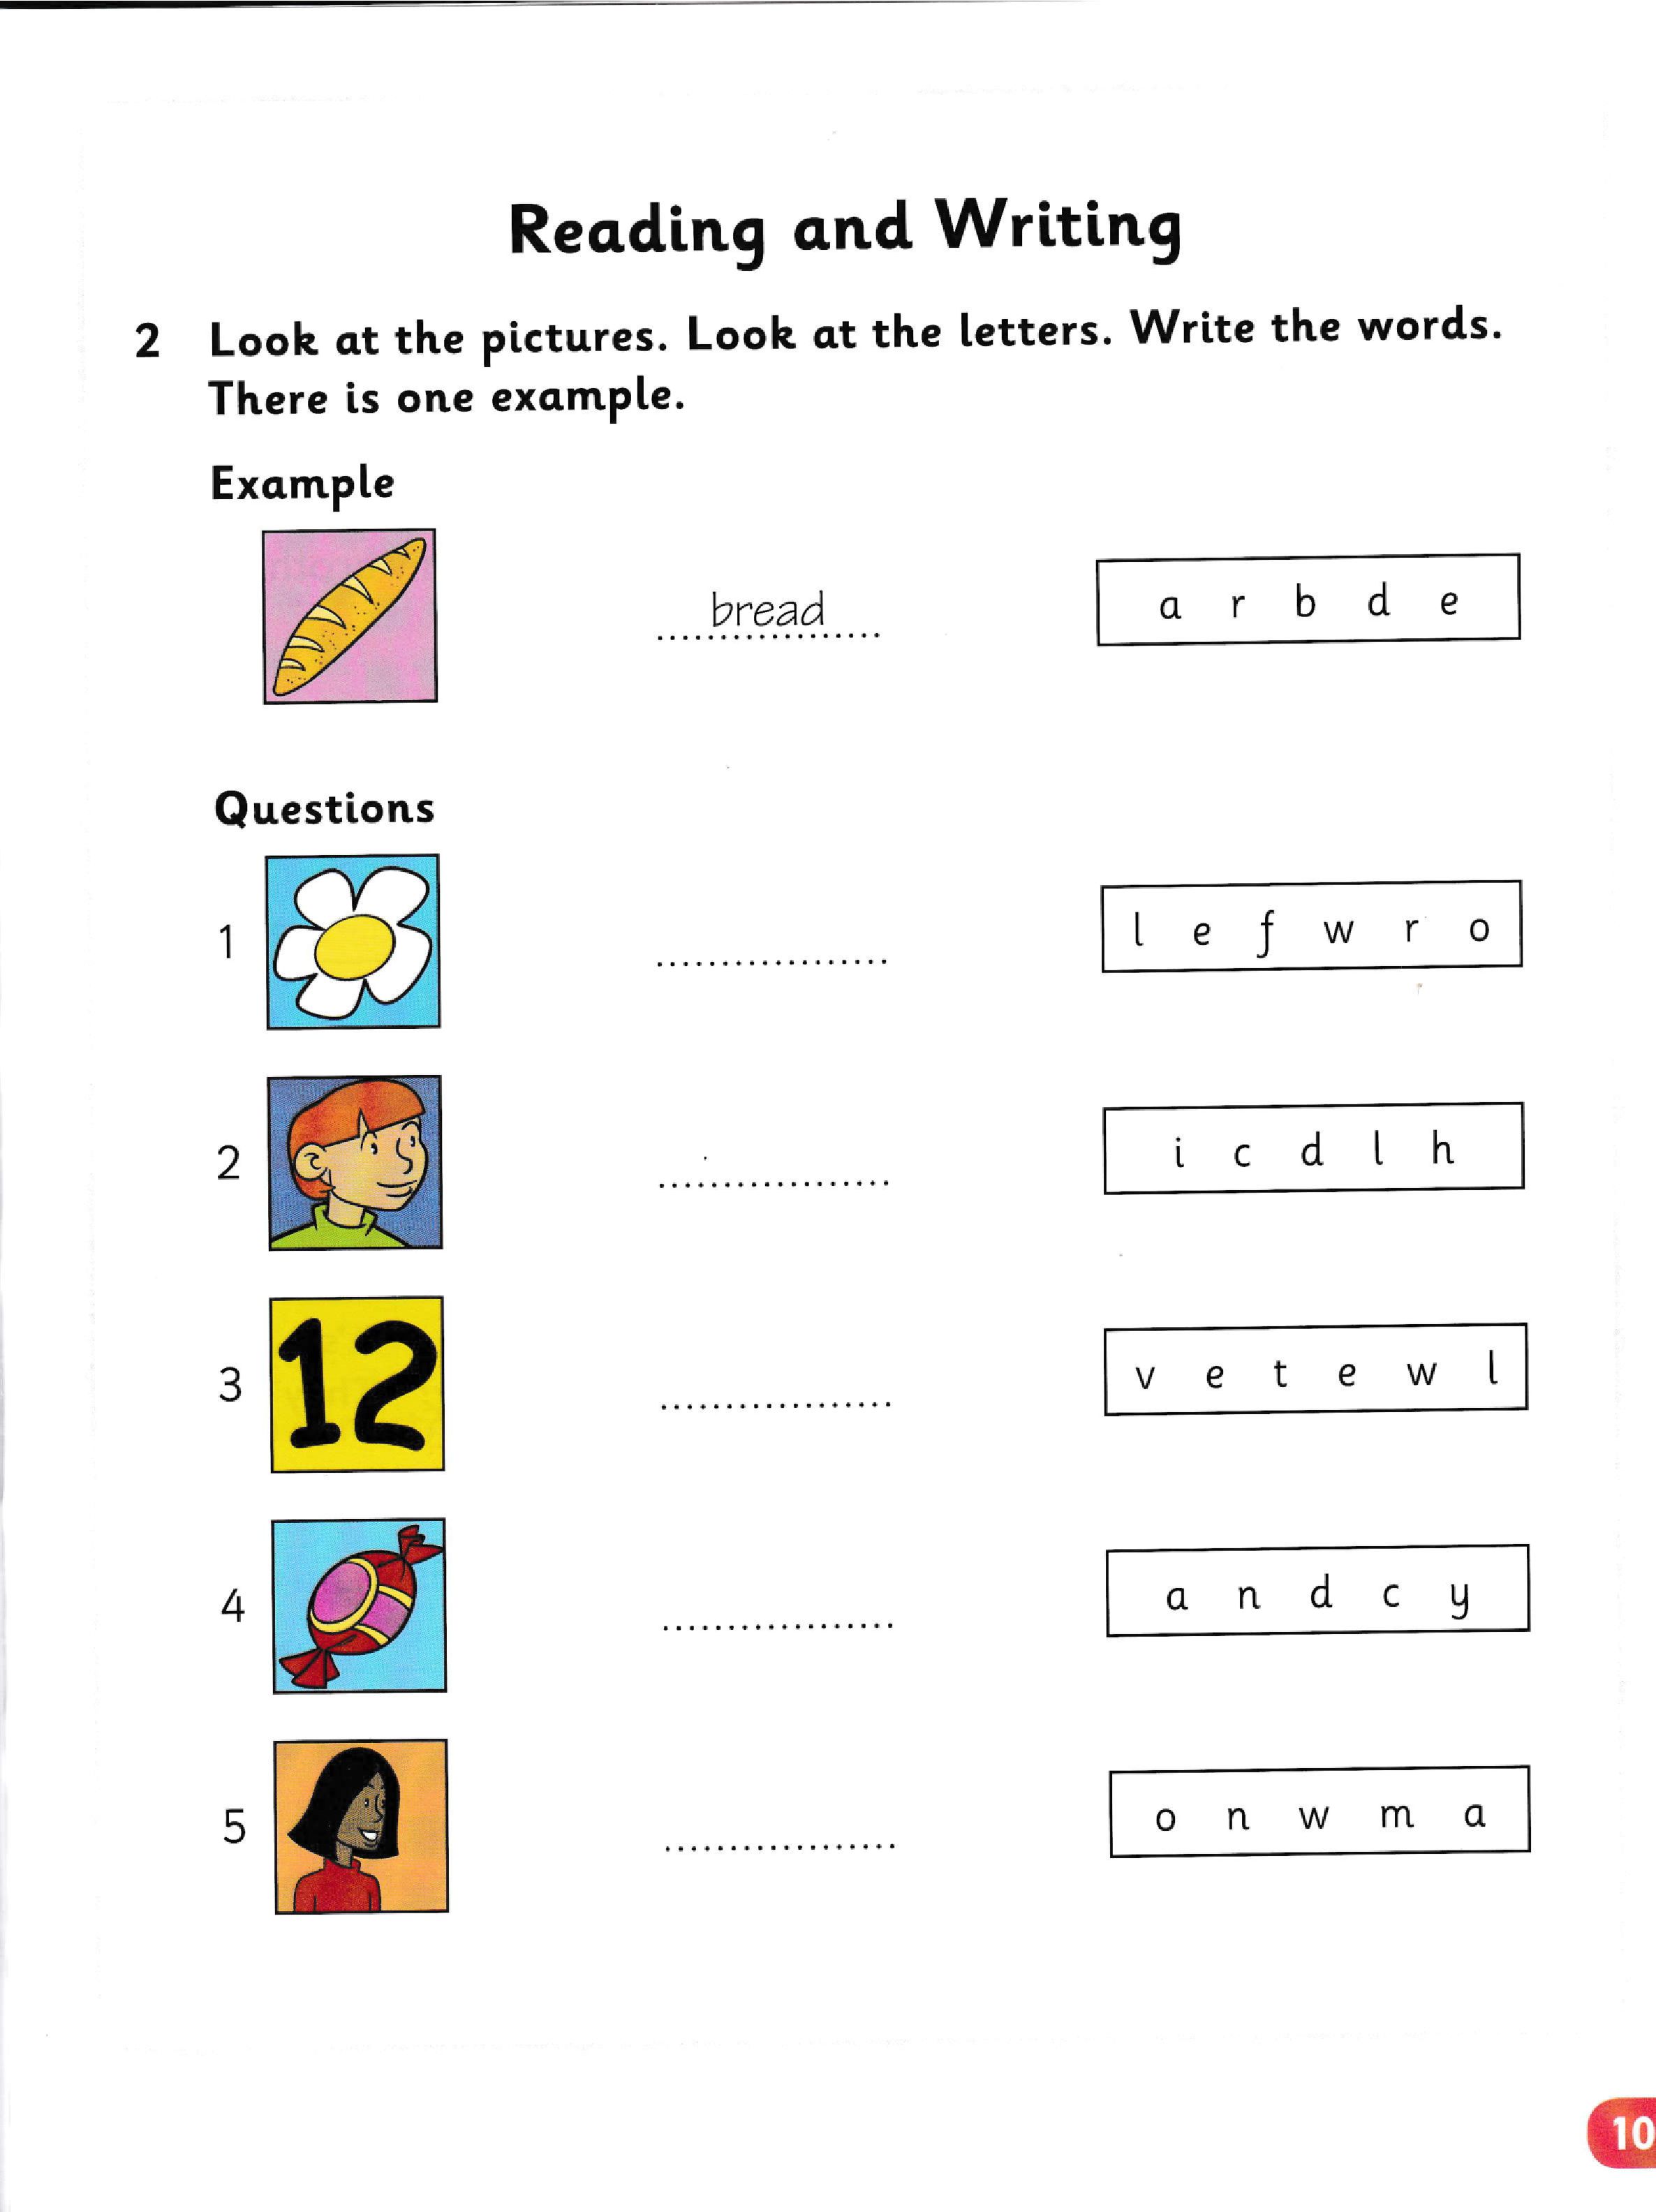 Reading and Writing
2 Look at the pictures. Look at the letters. Write the words.
There is one example.
Example
bread
a r b d e
Questions
1 .................. l e f w r o
2 .................. i c d l h
3 12 .................. v e t e w l
4 .................. a n d c y
5 .................. o n w m a
10